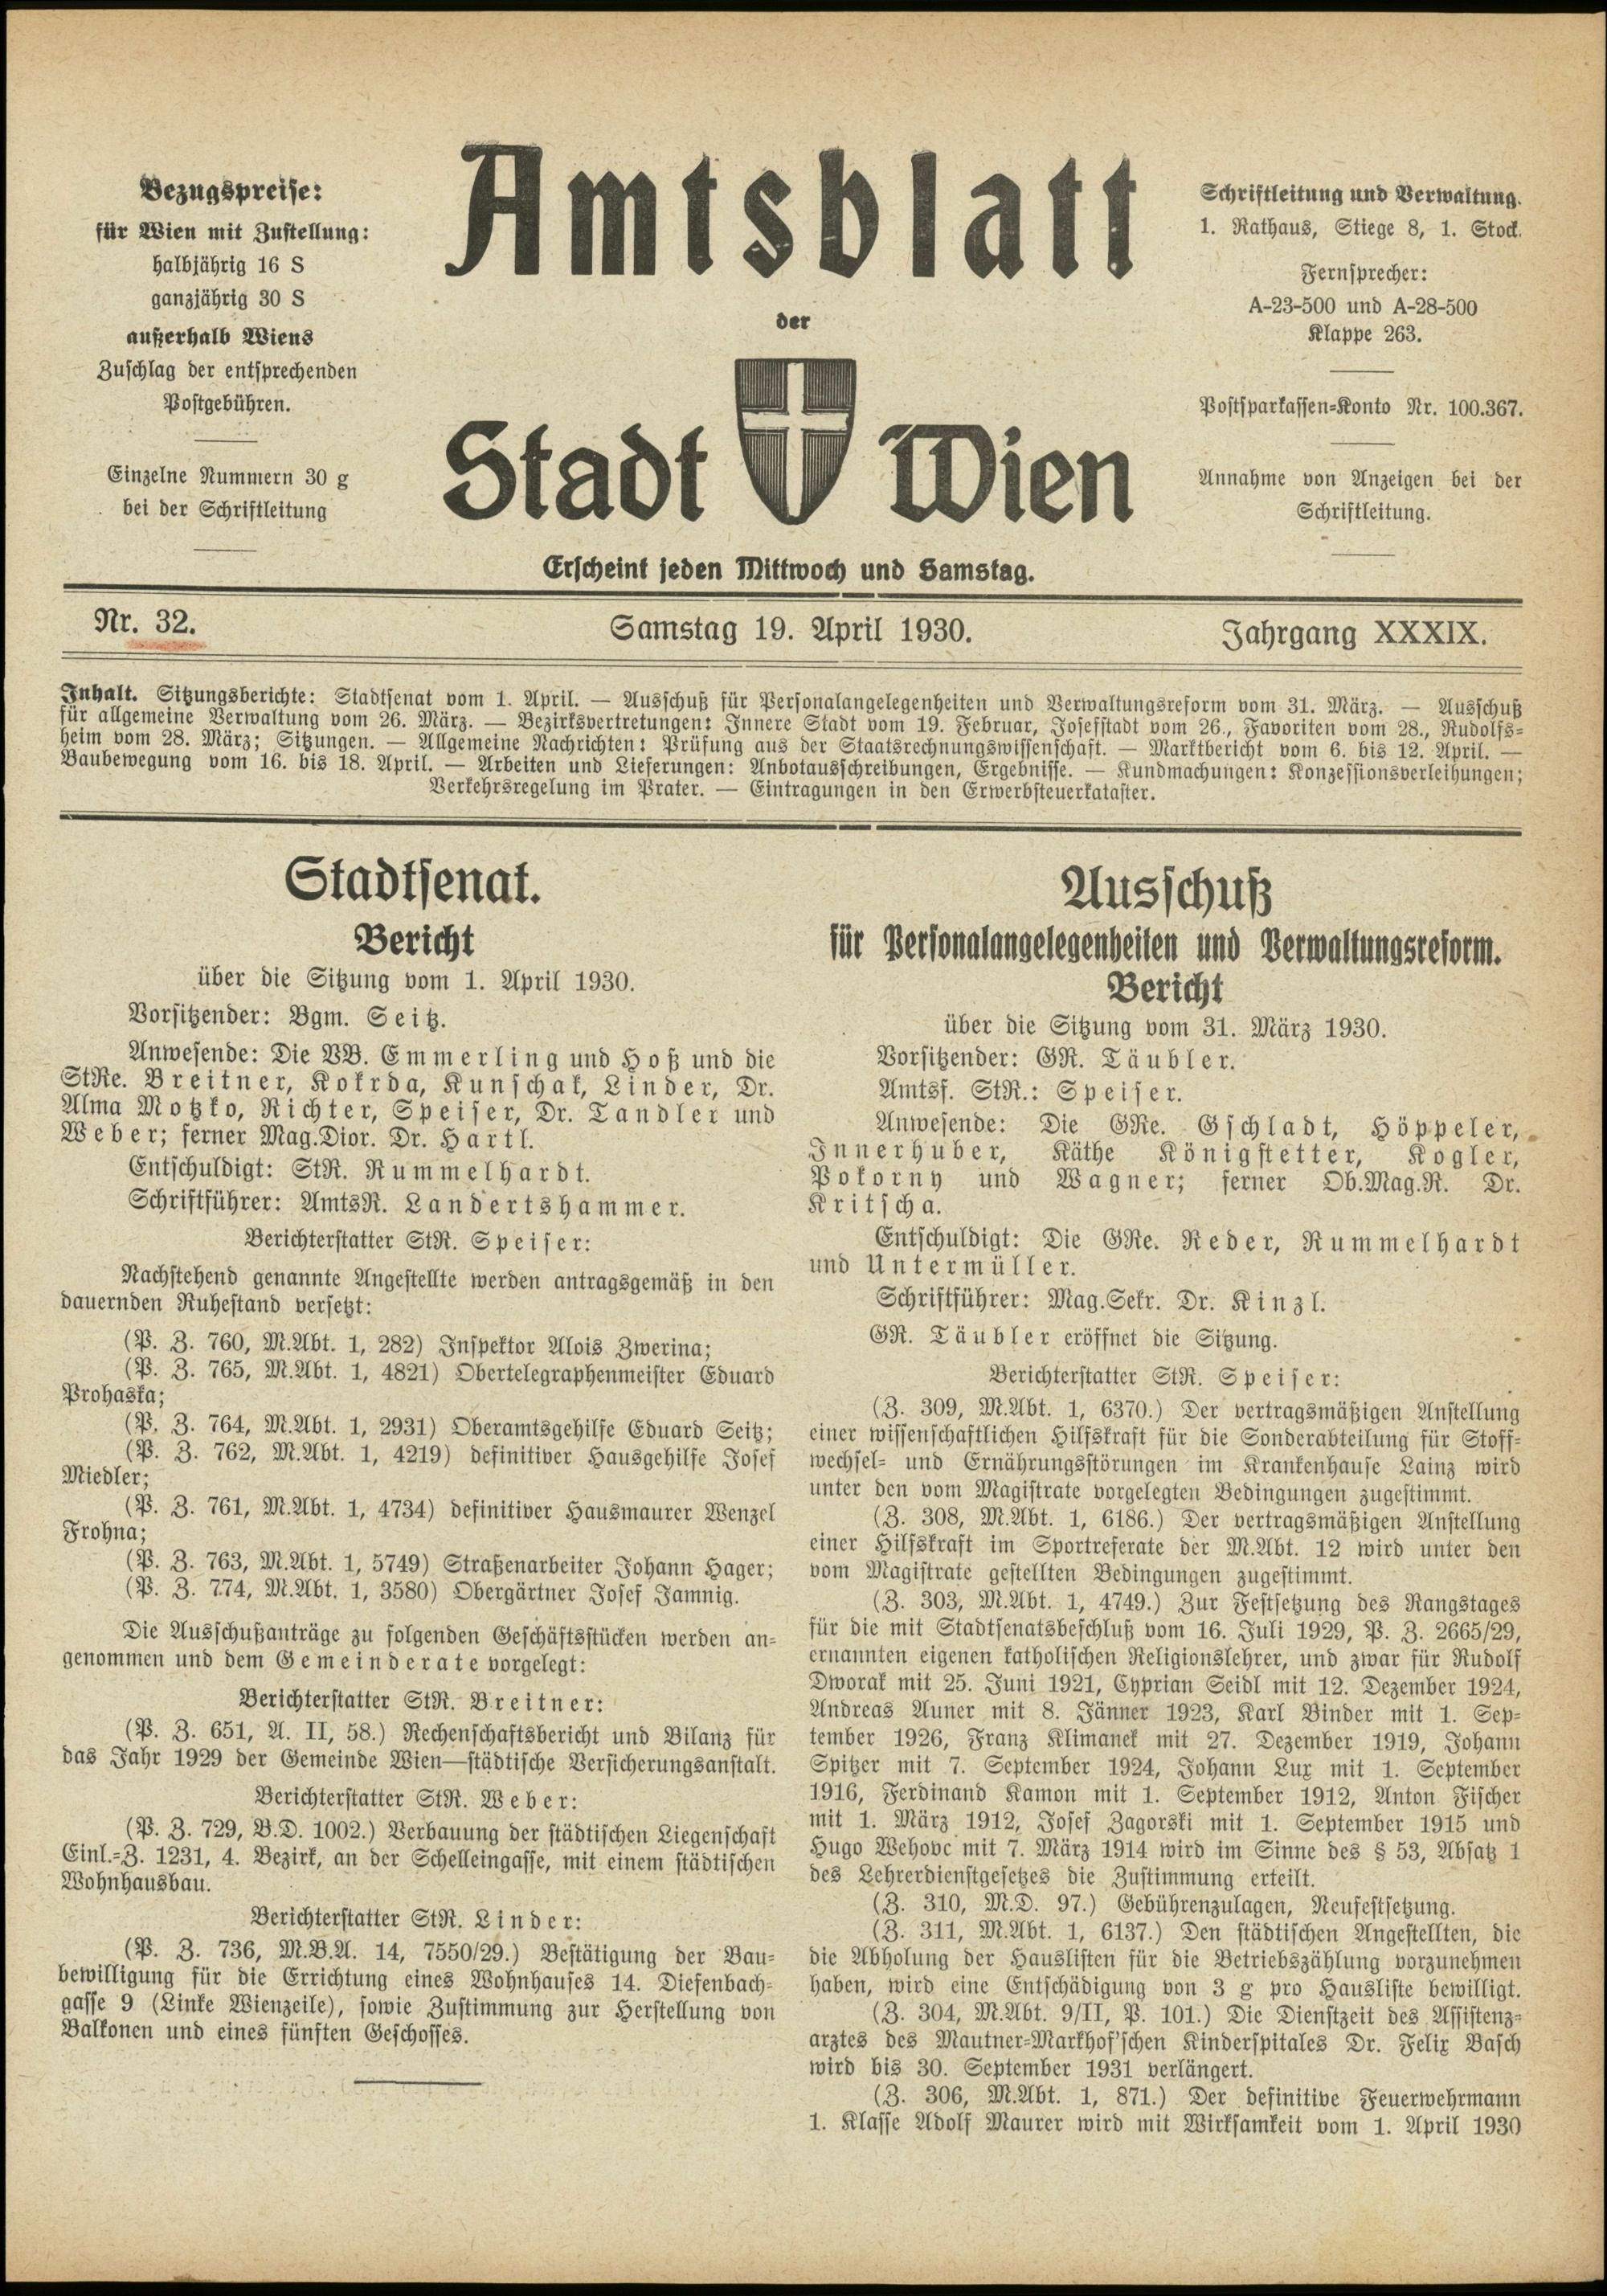 Bezugspreise:
für Wien mit Zustellung:
halbjährig 16 S
ganzjährig 30 S
außerhalb Wiens
Zuschlag der entsprechenden
Postgebühren.
Einzelne Nummern 30 g
bei der Schriftleitung
Amtsblatt
der
Stadt Wien
Erscheint jeden Mittwoch und Samstag.
Schriftleitung und Verwaltung.
1. Rathaus, Stiege 8, 1. Stock.
Fernsprecher:
A-23-500 und A-28-500
Klappe 263.
Postsparkassen-Konto Nr. 100.367.
Annahme von Anzeigen bei der
Schriftleitung.
Nr. 32.
Samstag 19. April 1930.
Jahrgang XXXIX.
Inhalt. Sitzungsberichte: Stadtsenat vom 1. April. — Ausschuß für Personalangelegenheiten und Verwaltungsreform vom 31. März. — Ausschuß
für allgemeine Verwaltung vom 26. März. — Bezirksvertretungen: Innere Stadt vom 19. Februar, Josefstadt vom 26., Favoriten vom 28., Rudolfs-
heim vom 28. März; Sitzungen. — Allgemeine Nachrichten: Prüfung aus der Staatsrechnungswissenschaft. — Marktbericht vom 6. bis 12. April. —
Baubewegung vom 16. bis 18. April. — Arbeiten und Lieferungen: Anbotausschreibungen, Ergebnisse. — Kundmachungen: Konzessionsverleihungen;
Verkehrsregelung im Prater. — Eintragungen in den Erwerbsteuerkataster.
Stadtsenat.
Bericht
über die Sitzung vom 1. April 1930.
Vorsitzender: Bgm. Seitz.
Anwesende: Die VB. Emmerling und Hoß und die
StRe. Breitner, Kokrda, Kunschak, Linder, Dr.
Alma Motzko, Richter, Speiser, Dr. Tandler und
Weber; ferner Mag.Dior. Dr. Hartl.
Entschuldigt: StR. Rummelhardt.
Schriftführer: AmtsR. Landertshammer.
Berichterstatter StR. Speiser:
Nachstehend genannte Angestellte werden antragsgemäß in den
dauernden Ruhestand versetzt:
(P. Z. 760, M.Abt. 1, 282) Inspektor Alois Zwerina;
(P. Z. 765, M.Abt. 1, 4821) Obertelegraphenmeister Eduard
Prohaska;
(P. Z. 764, M.Abt. 1, 2931) Oberamtsgehilfe Eduard Seitz;
(P. Z. 762, M.Abt. 1, 4219) definitiver Hausgehilfe Josef
Miedler;
(P. Z. 761, M.Abt. 1, 4734) definitiver Hausmaurer Wenzel
Frohna;
(P. Z. 763, M.Abt. 1, 5749) Straßenarbeiter Johann Hager;
(P. Z. 774, M.Abt. 1, 3580) Obergärtner Josef Jamnig.
Die Ausschußanträge zu folgenden Geschäftsstücken werden an-
genommen und dem Gemeinderate vorgelegt:
Berichterstatter StR. Breitner:
(P. Z. 651, A. II, 58.) Rechenschaftsbericht und Bilanz für
das Jahr 1929 der Gemeinde Wien—städtische Versicherungsanstalt.
Berichterstatter StR. Weber:
(P. Z. 729, B.D. 1002.) Verbauung der städtischen Liegenschaft
Einl.-Z. 1231, 4. Bezirk, an der Schelleingasse, mit einem städtischen
Wohnhausbau.
Berichterstatter StR. Linder:
(P. Z. 736, M.B.A. 14, 7550/29.) Bestätigung der Bau-
bewilligung für die Errichtung eines Wohnhauses 14. Diefenbach-
gasse 9 (Linke Wienzeile), sowie Zustimmung zur Herstellung von
Balkonen und eines fünften Geschosses.
Ausschuß
für Personalangelegenheiten und Verwaltungsreform.
Bericht
über die Sitzung vom 31. März 1930.
Vorsitzender: GR. Täubler.
Amtsf. StR.: Speiser.
Anwesende: Die GRe. Gschladt, Höppeler,
Innerhuber, Käthe Königstetter, Kogler,
Pokorny und Wagner; ferner Ob.Mag.R. Dr.
Kritscha.
Entschuldigt: Die GRe. Reder, Rummelhardt
und Untermüller.
Schriftführer: Mag.Sekr. Dr. Kinzl.
GR. Täubler eröffnet die Sitzung.
Berichterstatter StR. Speiser:
(Z. 309, M.Abt. 1, 6370.) Der vertragsmäßigen Anstellung
einer wissenschaftlichen Hilfskraft für die Sonderabteilung für Stoff-
wechsel- und Ernährungsstörungen im Krankenhause Lainz wird
unter den vom Magistrate vorgelegten Bedingungen zugestimmt.
(Z. 308, M.Abt. 1, 6186.) Der vertragsmäßigen Anstellung
einer Hilfskraft im Sportreferate der M.Abt. 12 wird unter den
vom Magistrate gestellten Bedingungen zugestimmt.
(Z. 303, M.Abt. 1, 4749.) Zur Festsetzung des Rangstages
für die mit Stadtsenatsbeschluß vom 16. Juli 1929, P. Z. 2665/29,
ernannten eigenen katholischen Religionslehrer, und zwar für Rudolf
Dworak mit 25. Juni 1921, Cyprian Seidl mit 12. Dezember 1924,
Andreas Auner mit 8. Jänner 1923, Karl Binder mit 1. Sep-
tember 1926, Franz Klimanek mit 27. Dezember 1919, Johann
Spitzer mit 7. September 1924, Johann Lux mit 1. September
1916, Ferdinand Kamon mit 1. September 1912, Anton Fischer
mit 1. März 1912, Josef Zagorski mit 1. September 1915 und
Hugo Wehovc mit 7. März 1914 wird im Sinne des § 53, Absatz 1
des Lehrerdienstgesetzes die Zustimmung erteilt.
(Z. 310, M.D. 97.) Gebührenzulagen, Neufestsetzung.
(Z. 311, M.Abt. 1, 6137.) Den städtischen Angestellten, die
die Abholung der Hauslisten für die Betriebszählung vorzunehmen
haben, wird eine Entschädigung von 3 g pro Hausliste bewilligt.
(Z. 304, M.Abt. 9/II, P. 101.) Die Dienstzeit des Assistenz-
arztes des Mautner-Markhof'schen Kinderspitales Dr. Felix Basch
wird bis 30. September 1931 verlängert.
(Z. 306, M.Abt. 1, 871.) Der definitive Feuerwehrmann
1. Klasse Adolf Maurer wird mit Wirksamkeit vom 1. April 1930